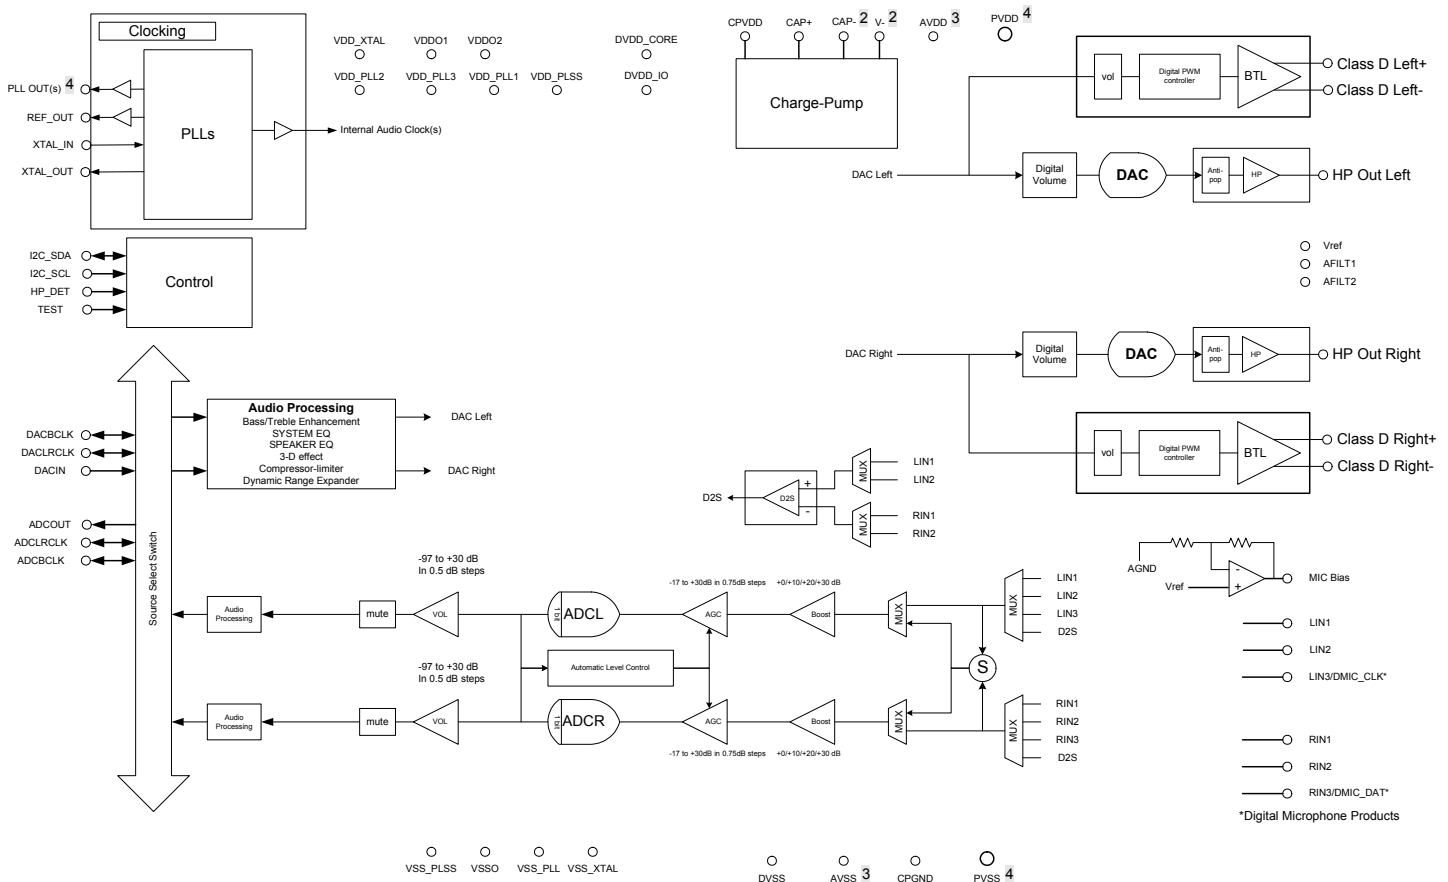 Clocking
PLL OUT(s) 4
REF_OUT
XTAL_IN
XTAL_OUT
PLLs
Internal Audio Clock(s)
VDD_XTAL
VDDO1
VDDO2
DVDD_CORE
VDD_PLL2
VDD_PLL3
VDD_PLL1
VDD_PLSS
DVDD_IO
CPVDD
CAP+
CAP- 2
V- 2
AVDD 3
PVDD 4
Charge-Pump
vol
Digital PWM
controller
BTL
Class D Left+
Class D Left-
DAC Left
Digital
Volume
DAC
Anti-
pop
HP
HP Out Left
I2C_SDA
I2C_SCL
HP_DET
TEST
Control
Vref
AFILT1
AFILT2
DAC Right
Digital
Volume
DAC
Anti-
pop
HP
HP Out Right
vol
Digital PWM
controller
BTL
Class D Right+
Class D Right-
DACBCLK
DACLRCLK
DACIN
ADCOUT
ADCLRCLK
ADCBCLK
Source Select Switch
Audio Processing
Bass/Treble Enhancement
SYSTEM EQ
SPEAKER EQ
3-D effect
Compressor-limiter
Dynamic Range Expander
DAC Left
DAC Right
D2S
D2S
+
-
MUX
LIN1
LIN2
MUX
RIN1
RIN2
AGND
Vref
-
+
MIC Bias
-97 to +30 dB
In 0.5 dB steps
-17 to +30dB in 0.75dB steps
+0/+10/+20/+30 dB
Audio
Processing
mute
VOL
1 bit
ADCL
AGC
Boost
MUX
MUX
LIN1
LIN2
LIN3
D2S
Automatic Level Control
S
-97 to +30 dB
In 0.5 dB steps
Audio
Processing
mute
VOL
1 bit
ADCR
AGC
Boost
MUX
MUX
RIN1
RIN2
RIN3
D2S
-17 to +30dB in 0.75dB steps
+0/+10/+20/+30 dB
LIN1
LIN2
LIN3/DMIC_CLK*
RIN1
RIN2
RIN3/DMIC_DAT*
*Digital Microphone Products
VSS_PLSS
VSSO
VSS_PLL
VSS_XTAL
DVSS
AVSS 3
CPGND
PVSS 4